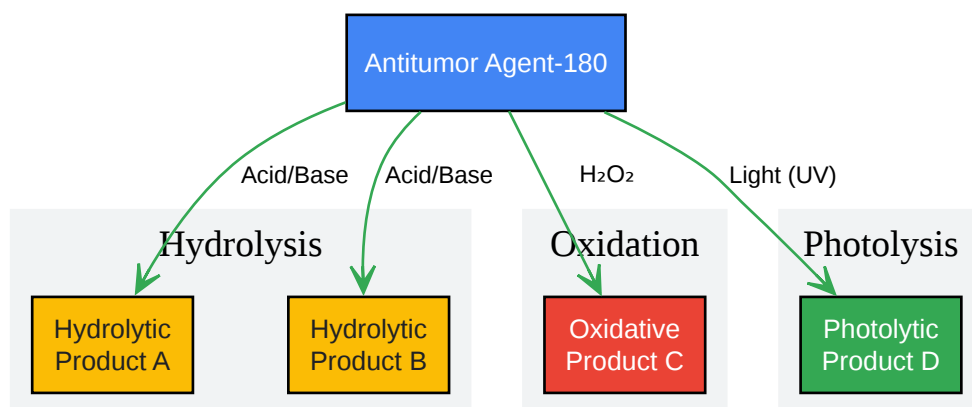 Antitumor Agent-180
Acid/Base
Acid/Base
H₂O₂
Light (UV)
Hydrolysis
Oxidation
Photolysis
Hydrolytic
Product A
Hydrolytic
Product B
Oxidative
Product C
Photolytic
Product D